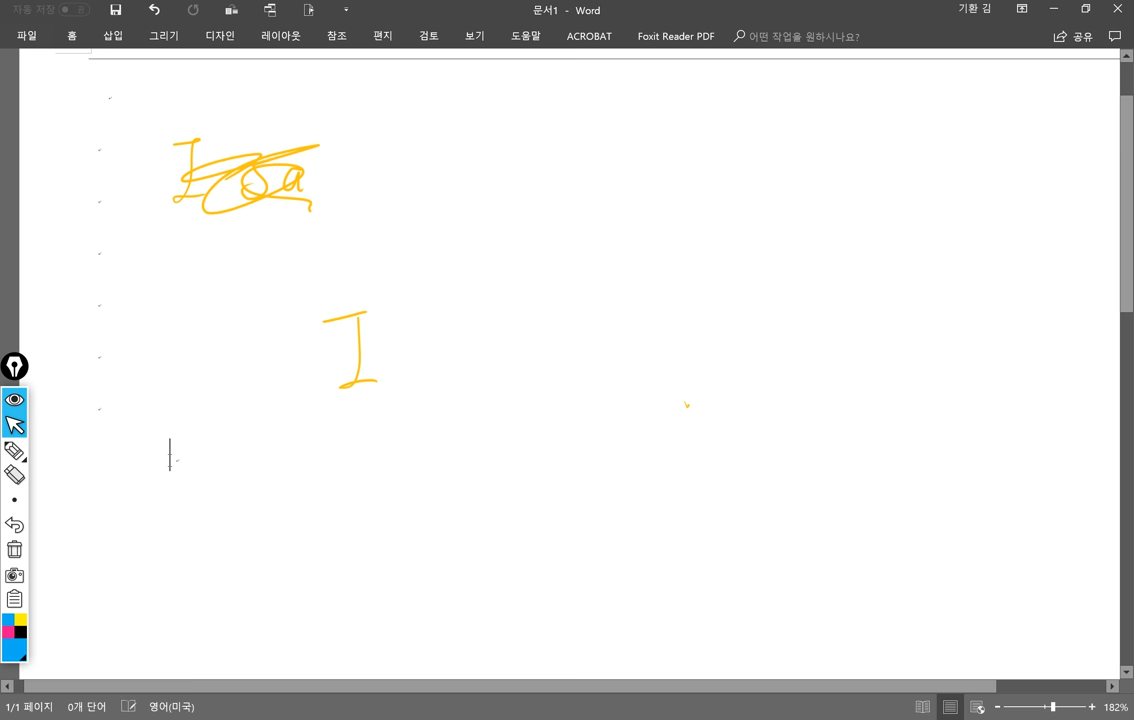 자동 저장
문서1 - Word
기환 김
파일 홈 삽입 그리기 디자인 레이아웃 참조 편지 검토 보기 도움말 ACROBAT Foxit Reader PDF 어떤 작업을 원하시나요? 공유
I
I
1/1 페이지 0개 단어 영어(미국) 182%